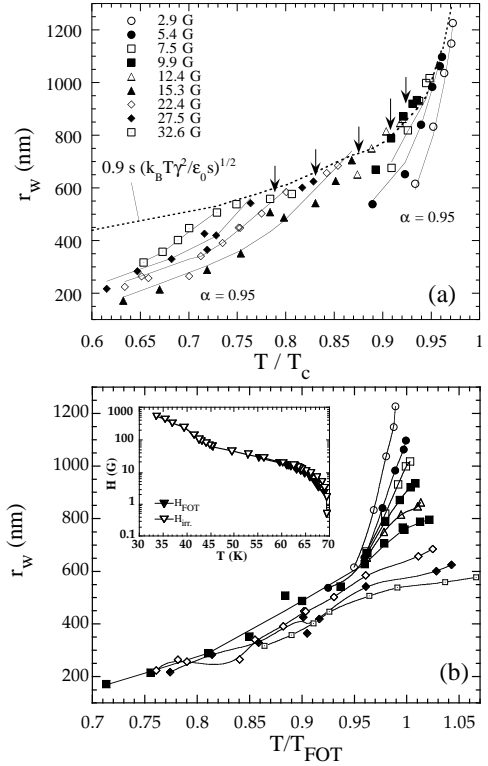 1200
1000
800
600
400
200
r_w (nm)
2.9 G
5.4 G
7.5 G
9.9 G
12.4 G
15.3 G
22.4 G
27.5 G
32.6 G
0.9 s (k_BTγ²/ε₀s)^1/2
α = 0.95
α = 0.95
(a)
0.6 0.65 0.7 0.75 0.8 0.85 0.9 0.95 1
T / T_c
1200
1000
800
600
400
200
r_w (nm)
1000
100
10
1
0.1
H (G)
H_FOT
H_irr.
30 35 40 45 50 55 60 65 70
T (K)
(b)
0.7 0.75 0.8 0.85 0.9 0.95 1 1.05
T/T_FOT